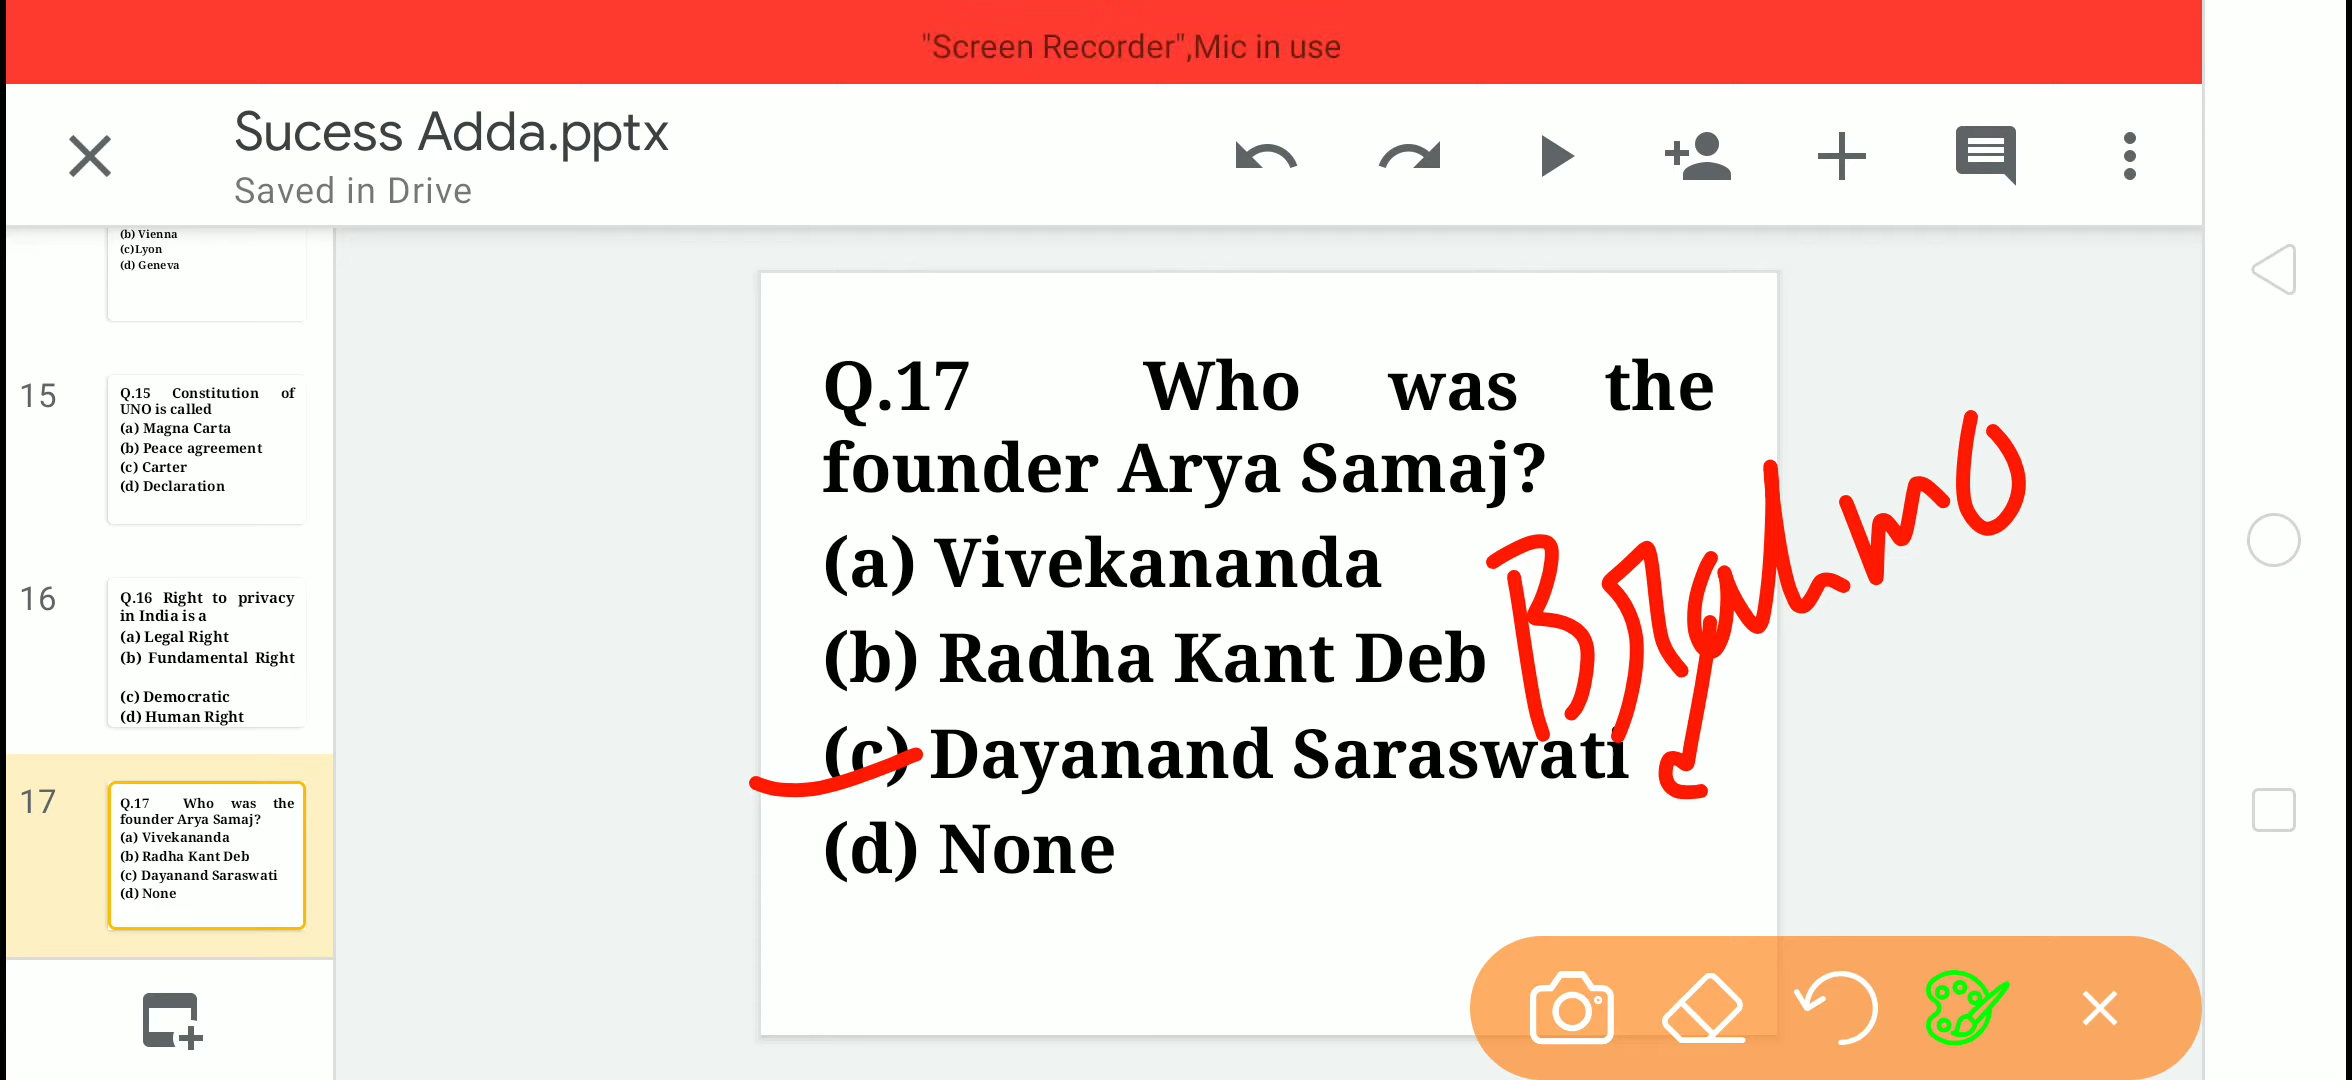 "Screen Recorder",Mic in use
Sucess Adda.pptx
Saved in Drive
(b) Vienna
(c)Lyon
(d) Geneva
15
Q.15 Constitution of
UNO is called
(a) Magna Carta
(b) Peace agreement
(c) Carter
(d) Declaration
16
Q.16 Right to privacy
in India is a
(a) Legal Right
(b) Fundamental Right
(c) Democratic
(d) Human Right
17
Q.17 Who was the
founder Arya Samaj?
(a) Vivekananda
(b) Radha Kant Deb
(c) Dayanand Saraswati
(d) None
Q.17 Who was the
founder Arya Samaj?
(a) Vivekananda
(b) Radha Kant Deb
(c) Dayanand Saraswati
(d) None
Brahmo